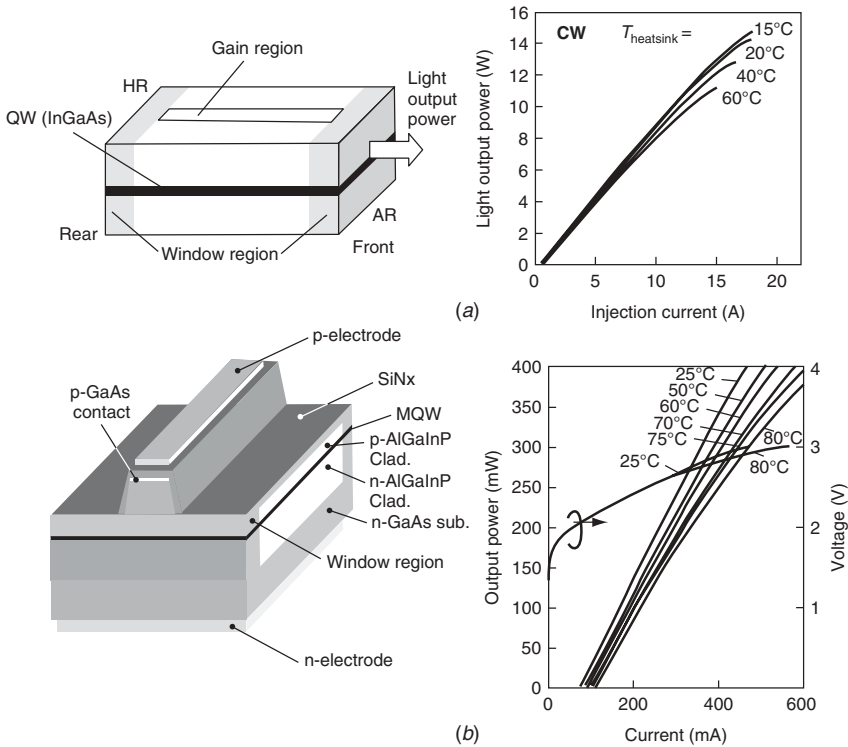 Gain region
HR
Light
output
power
QW (InGaAs)
AR
Rear
Window region
Front
Light output power (W)
16
14
12
10
8
6
4
2
0
CW
T heatsink =
15°C
20°C
40°C
60°C
0
5
10
15
20
Injection current (A)
(a)
p-electrode
SiNx
p-GaAs
contact
MQW
p-AlGaInP
Clad.
n-AlGaInP
Clad.
n-GaAs sub.
Window region
n-electrode
Output power (mW)
400
350
300
250
200
150
100
50
0
25°C
50°C
60°C
70°C
75°C
80°C
25°C
80°C
4
3
2
1
Voltage (V)
0
200
400
600
Current (mA)
(b)